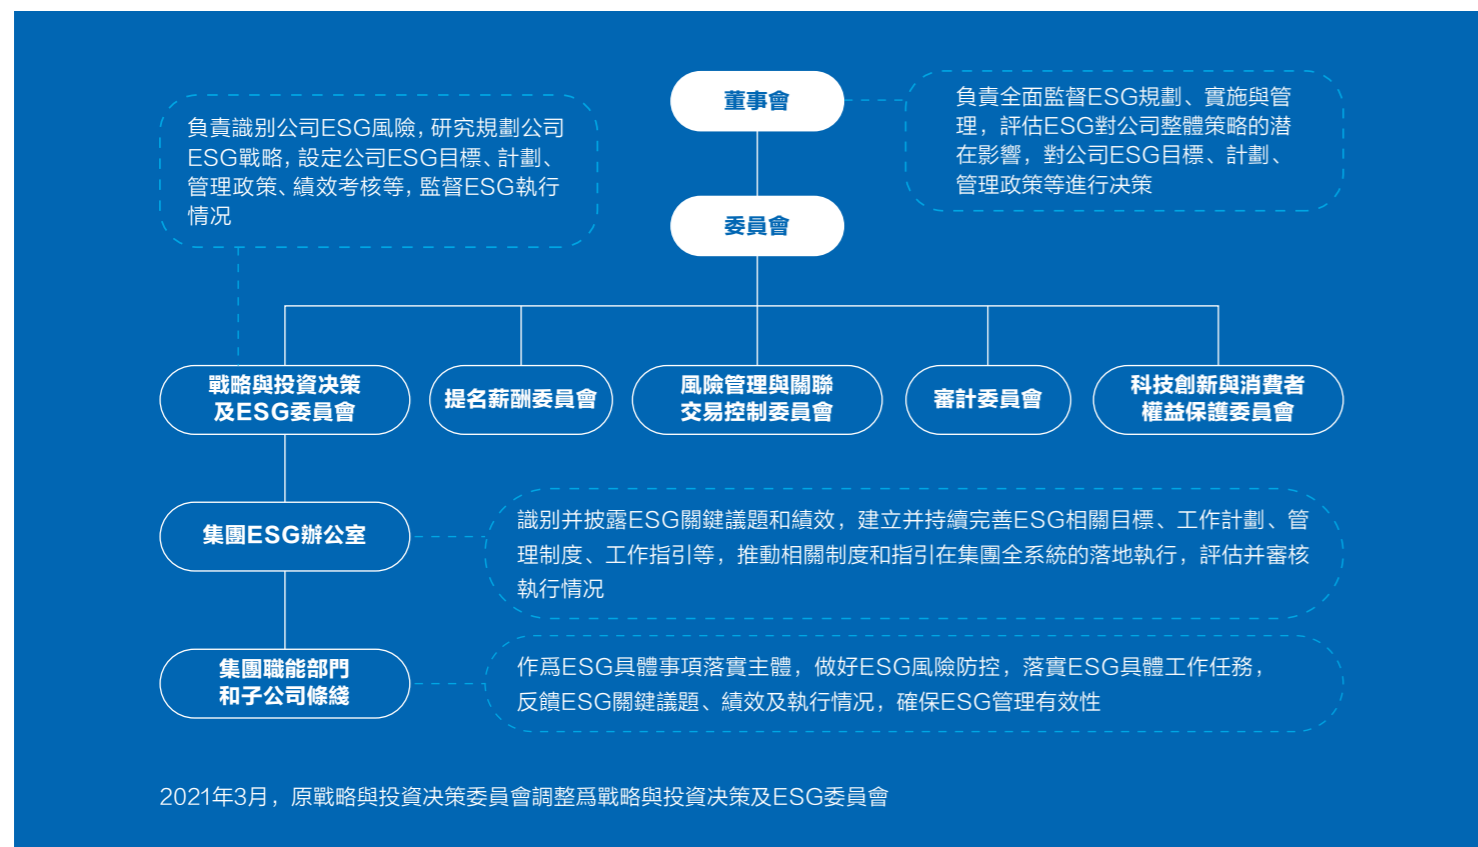 董事會
負責全面監督ESG規劃、實施與管
理，評估ESG對公司整體策略的潛
在影響，對公司ESG目標、計劃、
管理政策等進行决策
負責識别公司ESG風險，研究規劃公司
ESG戰略，設定公司ESG目標、計劃、
管理政策、績效考核等，監督ESG執行
情况
委員會
戰略與投資决策
及ESG委員會
提名薪酬委員會
風險管理與關聯
交易控制委員會
審計委員會
科技創新與消費者
權益保護委員會
集團ESG辦公室
識别并披露ESG關鍵議題和績效，建立并持續完善ESG相關目標、工作計劃、管
理制度、工作指引等，推動相關制度和指引在集團全系統的落地執行，評估并審核
執行情况
集團職能部門
和子公司條綫
作爲ESG具體事項落實主體，做好ESG風險防控，落實ESG具體工作任務，
反饋ESG關鍵議題、績效及執行情况，確保ESG管理有效性
2021年3月，原戰略與投資决策委員會調整爲戰略與投資决策及ESG委員會